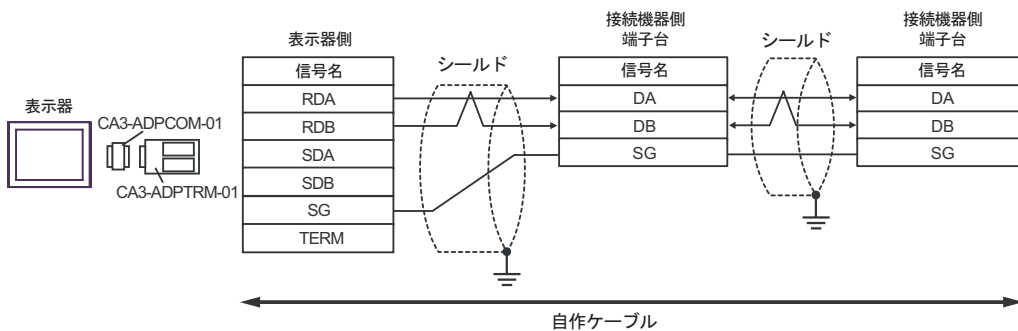 表示器
CA3-ADPCOM-01
CA3-ADPTRM-01
表示器側
信号名
RDA
RDB
SDA
SDB
SG
TERM
シールド
接続機器側
端子台
信号名
DA
DB
SG
シールド
接続機器側
端子台
信号名
DA
DB
SG
自作ケーブル